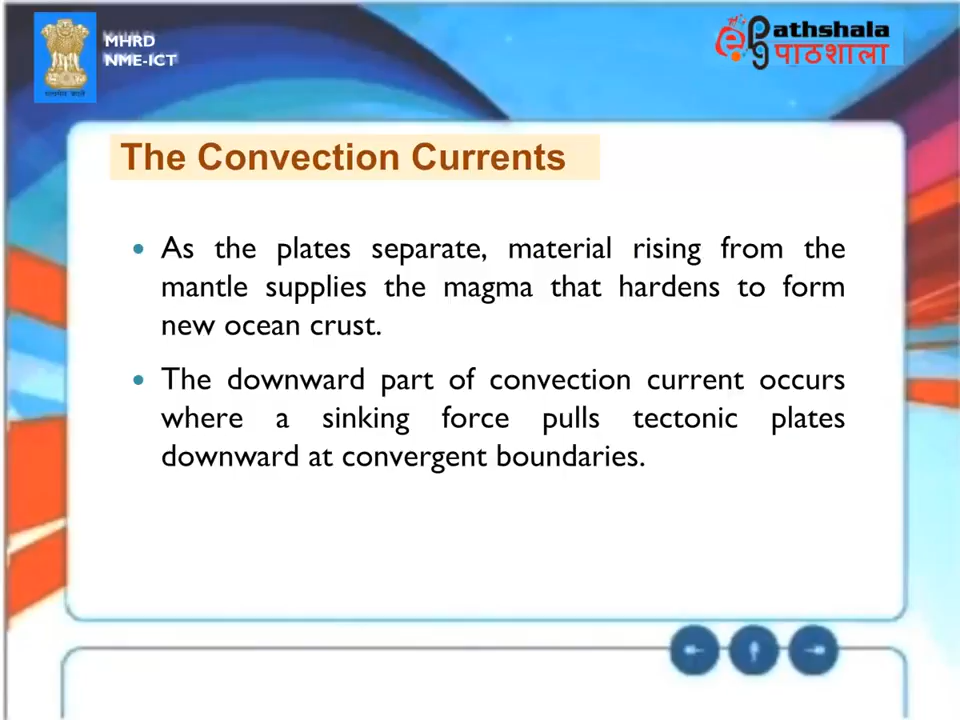 MHRD
NME-ICT
e pg athshala
पाठशाला
The Convection Currents
As the plates separate, material rising from the
mantle supplies the magma that hardens to form
new ocean crust.
The downward part of convection current occurs
where a sinking force pulls tectonic plates
downward at convergent boundaries.